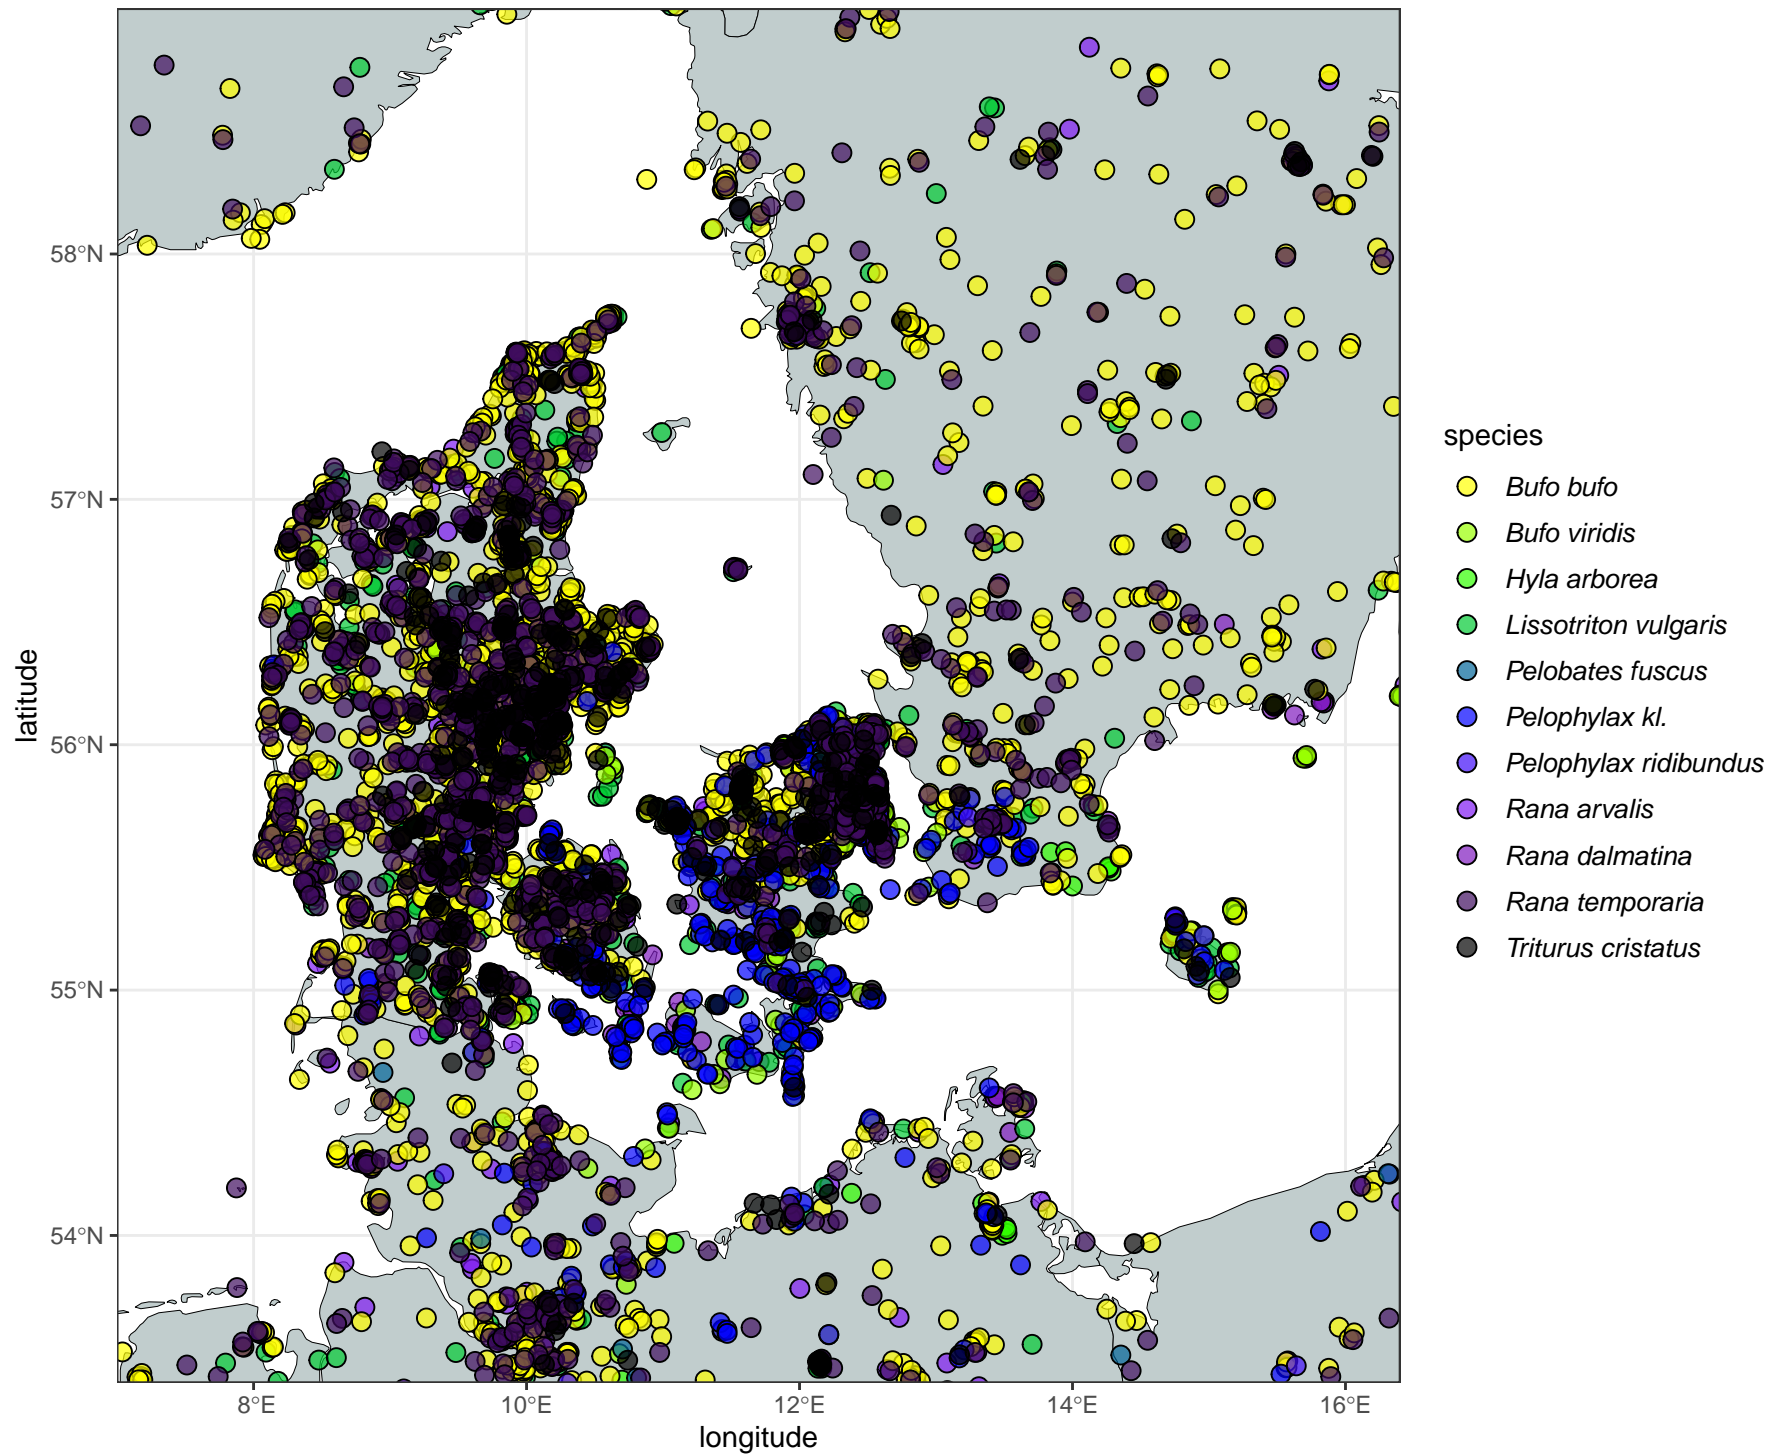 58°N
57°N
56°N
55°N
54°N
latitude
8°E
10°E
12°E
14°E
16°E
longitude
species
Bufo bufo
Bufo viridis
Hyla arborea
Lissotriton vulgaris
Pelobates fuscus
Pelophylax kl.
Pelophylax ridibundus
Rana arvalis
Rana dalmatina
Rana temporaria
Triturus cristatus